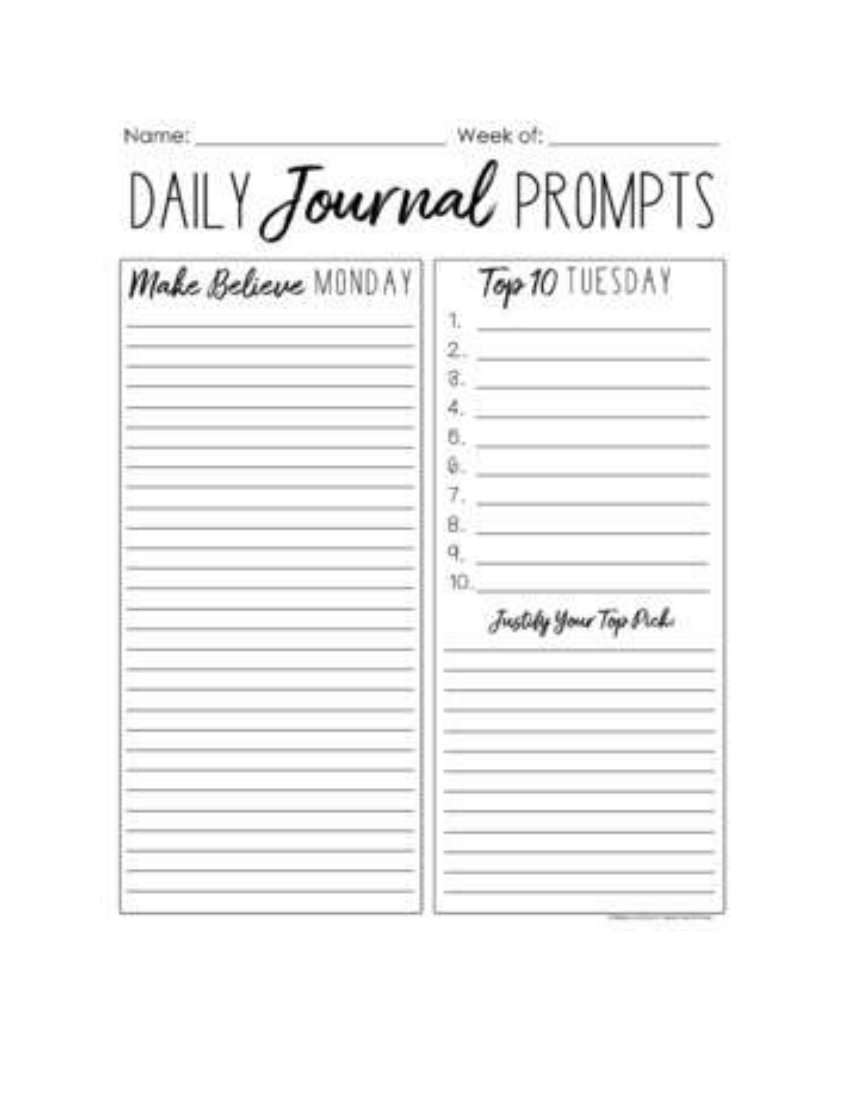 Name: Week of:
DAILY Journal PROMPTS
Make Believe MONDAY
Top 10 TUESDAY
1.
2.
3.
4.
5.
6.
7.
8.
9.
10.
Justify Your Top Pick: